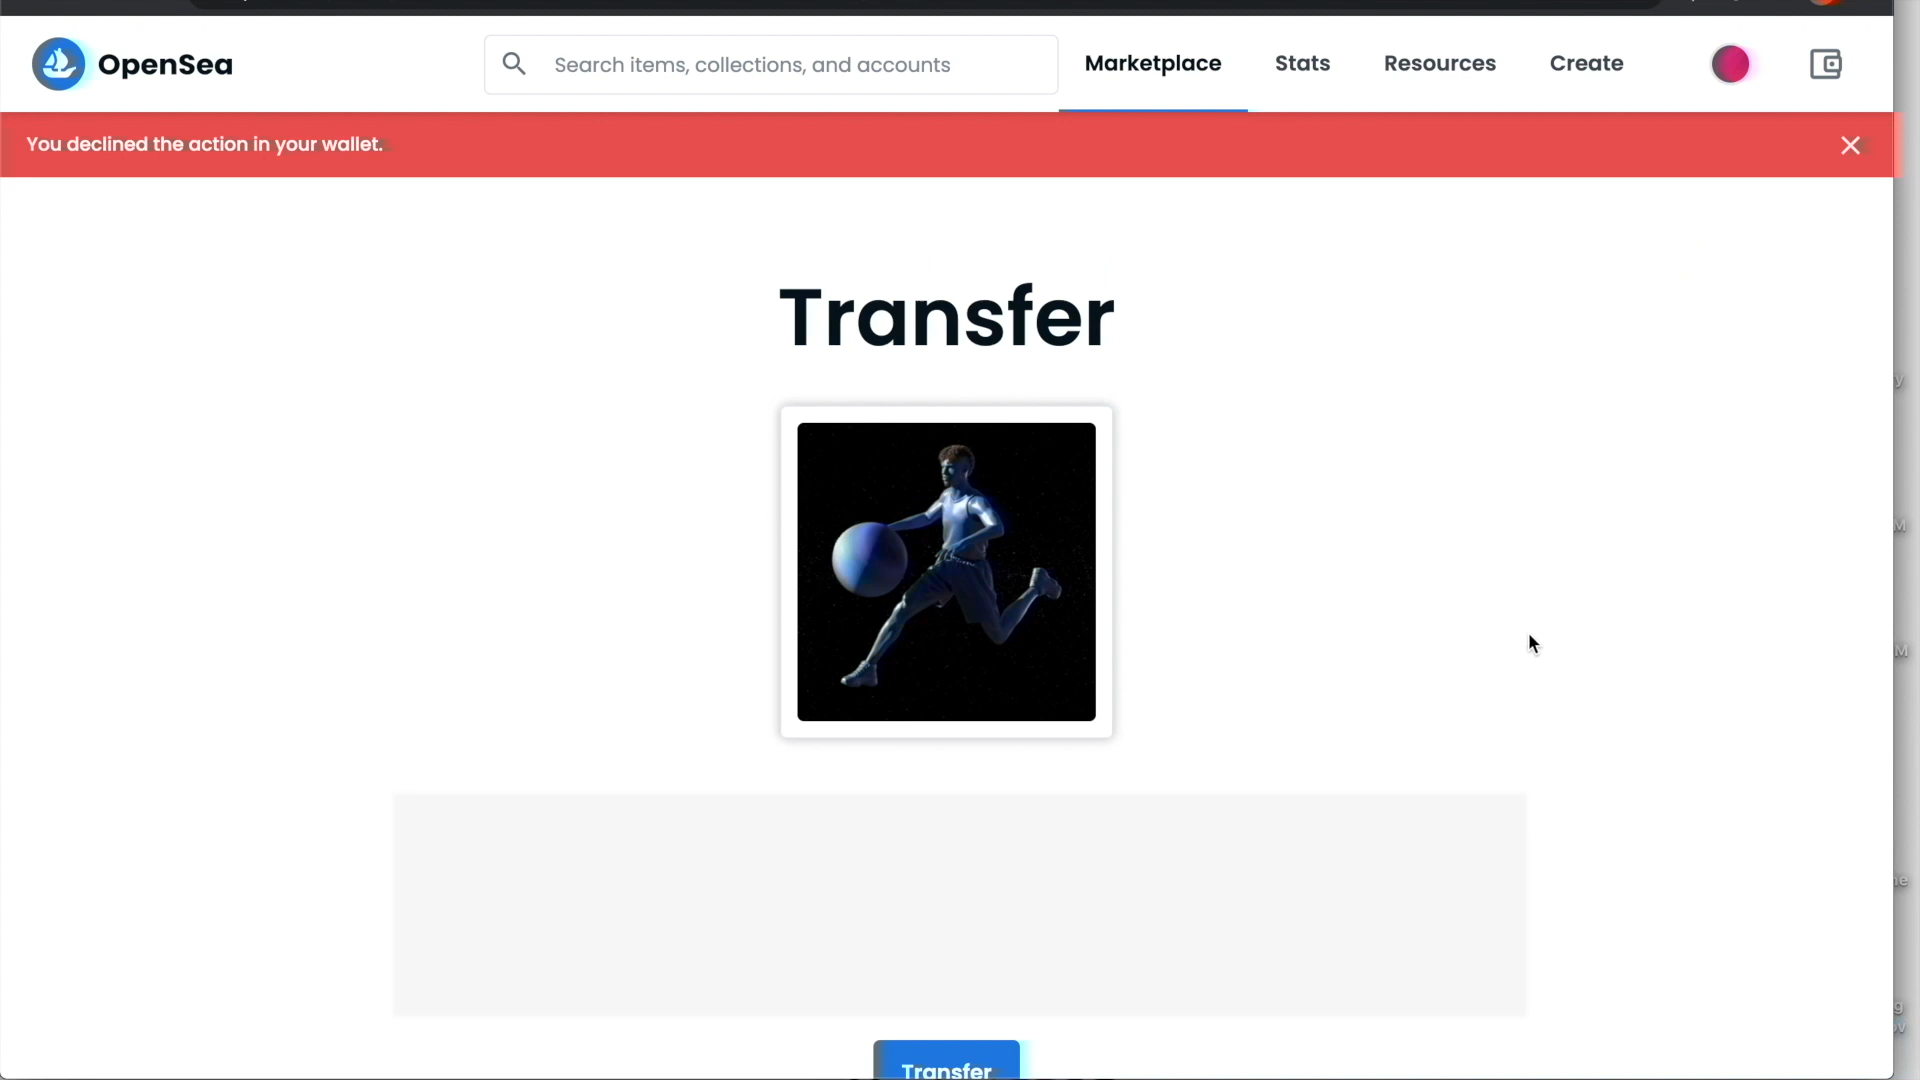 OpenSea
Search items, collections, and accounts
Marketplace
Stats
Resources
Create
You declined the action in your wallet.
Transfer
Transfer